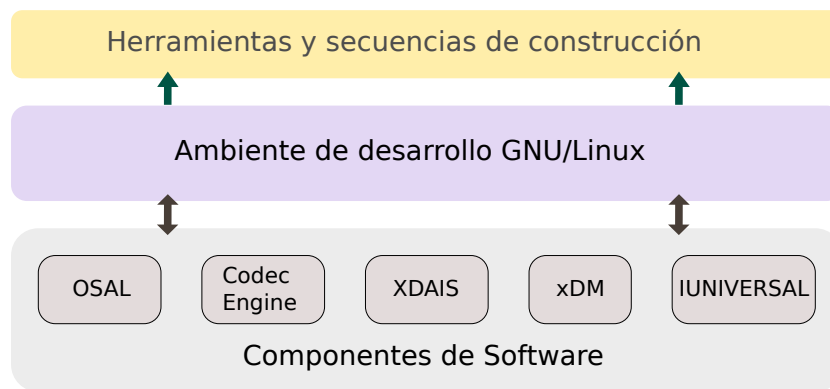 Herramientas y secuencias de construcción
Ambiente de desarrollo GNU/Linux
OSAL
Codec
Engine
XDAIS
xDM
IUNIVERSAL
Componentes de Software